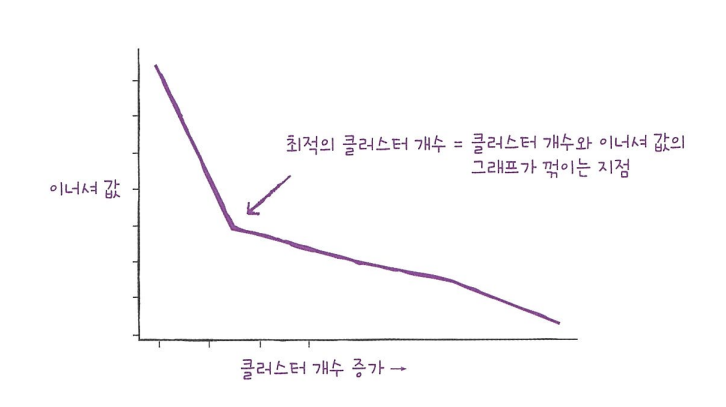 최적의 클러스터 개수 = 클러스터 개수와 이너셔 값의
그래프가 꺾이는 지점
이너셔 값
클러스터 개수 증가 →